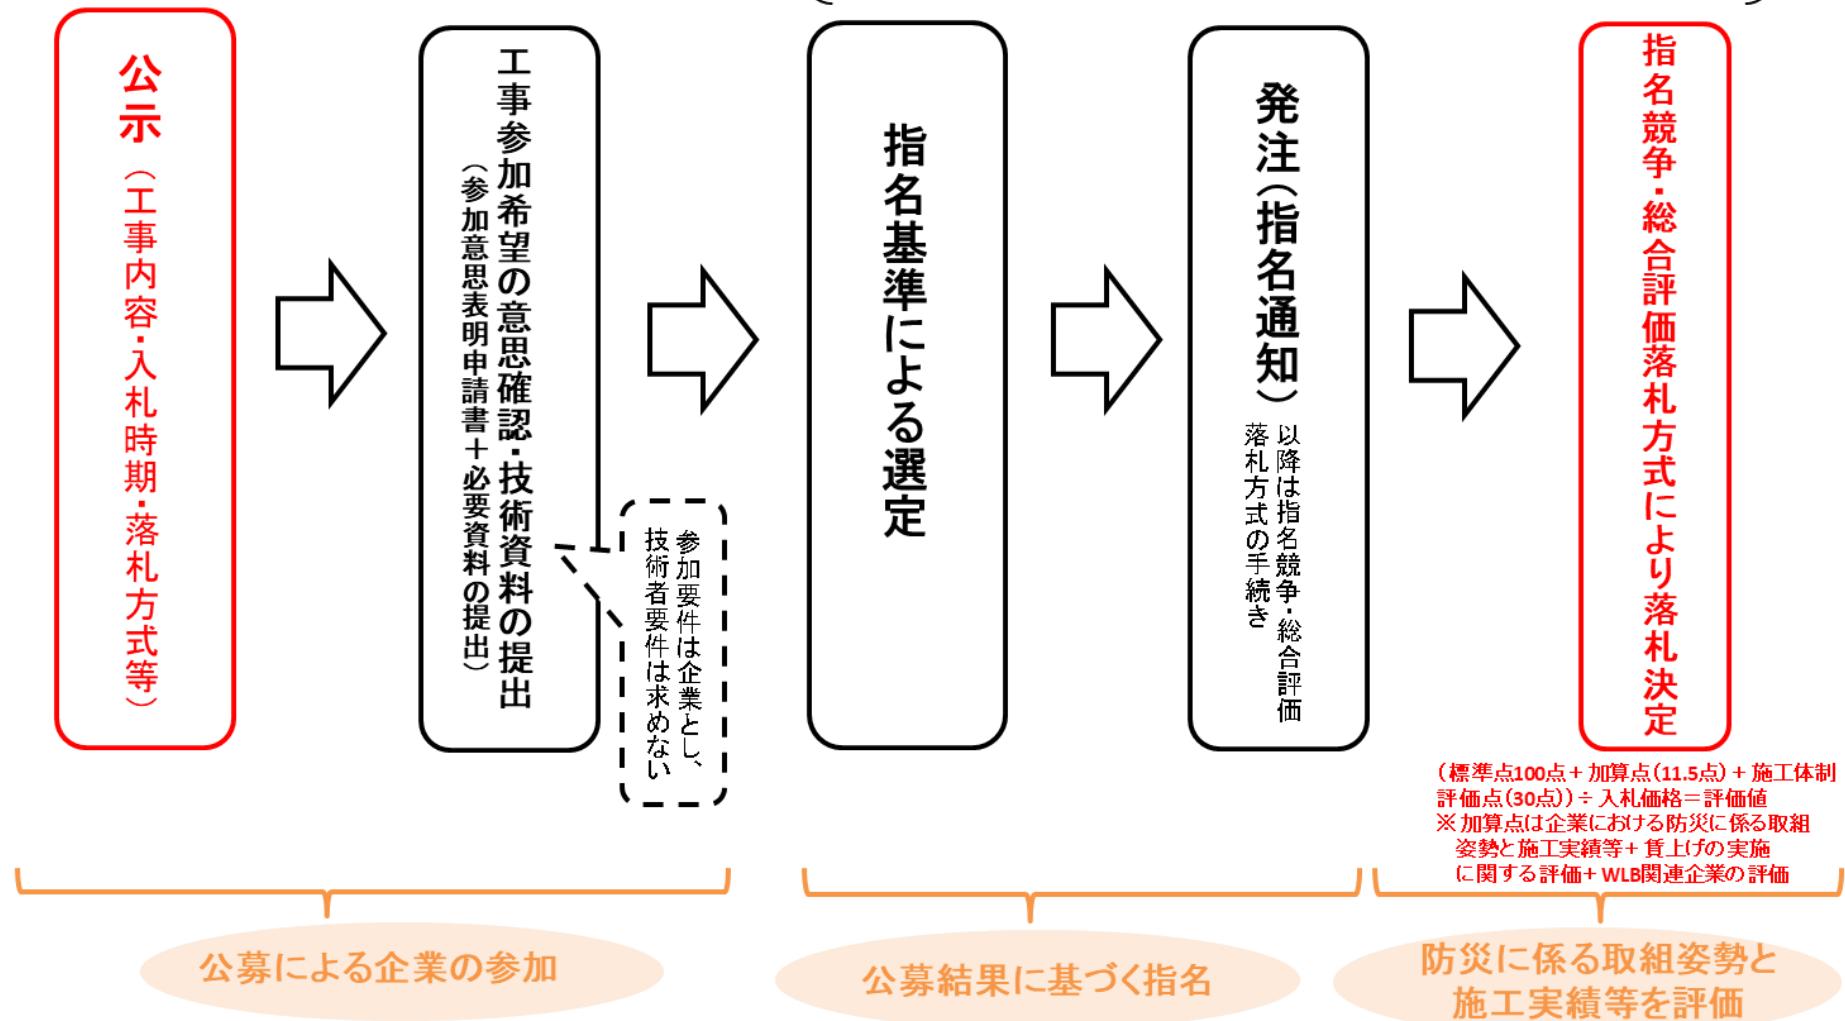 公示（工事内容・入札時期・落札方式等）
工事参加希望の意思確認・技術資料の提出
（参加意思表明申請書＋必要資料の提出）
参加要件は企業とし、
技術者要件は求めない
指名基準による選定
発注（指名通知）
以降は指名競争・総合評価
落札方式の手続き
指名競争・総合評価落札方式により落札決定
（標準点100点＋加算点（11.5点）＋施工体制
評価点（30点））÷入札価格＝評価値
※加算点は企業における防災に係る取組
姿勢と施工実績等＋賃上げの実施
に関する評価＋WLB関連企業の評価
公募による企業の参加
公募結果に基づく指名
防災に係る取組姿勢と
施工実績等を評価